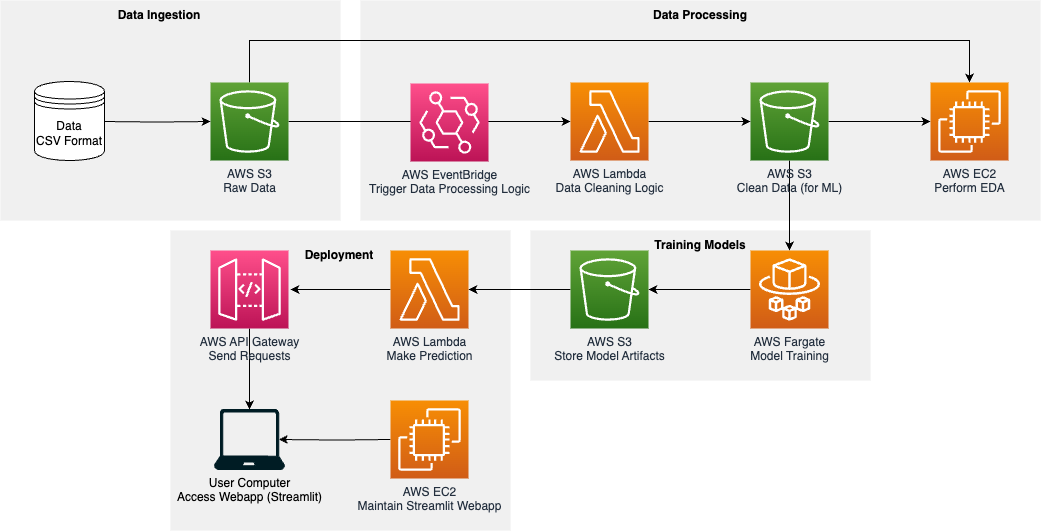 Data Ingestion
Data Processing
Data
CSV Format
AWS S3
Raw Data
AWS EventBridge
Trigger Data Processing Logic
AWS Lambda
Data Cleaning Logic
AWS S3
Clean Data (for ML)
AWS EC2
Perform EDA
Deployment
Training Models
</>
AWS API Gateway
Send Requests
AWS Lambda
Make Prediction
AWS S3
Store Model Artifacts
AWS Fargate
Model Training
User Computer
Access Webapp (Streamlit)
AWS EC2
Maintain Streamlit Webapp